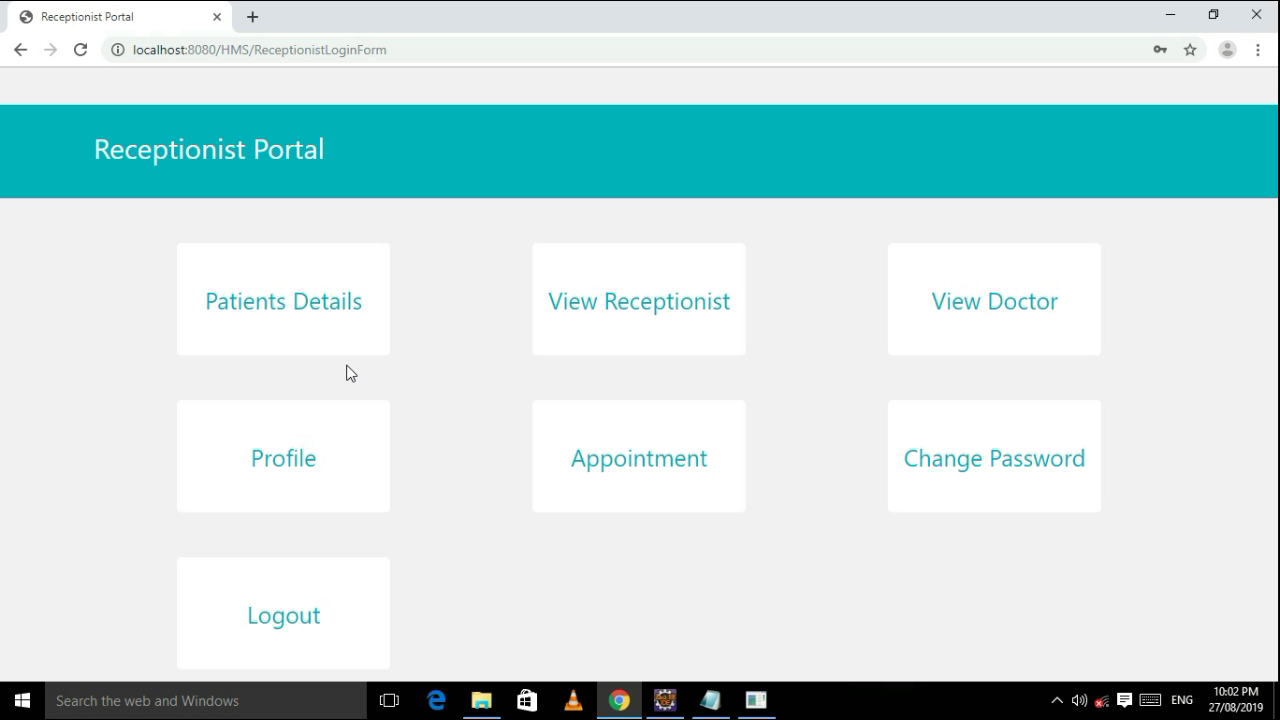 Receptionist Portal
localhost:8080/HMS/ReceptionistLoginForm
Receptionist Portal
Patients Details
View Receptionist
View Doctor
Profile
Appointment
Change Password
Logout
Search the web and Windows
ENG
10:02 PM
27/08/2019